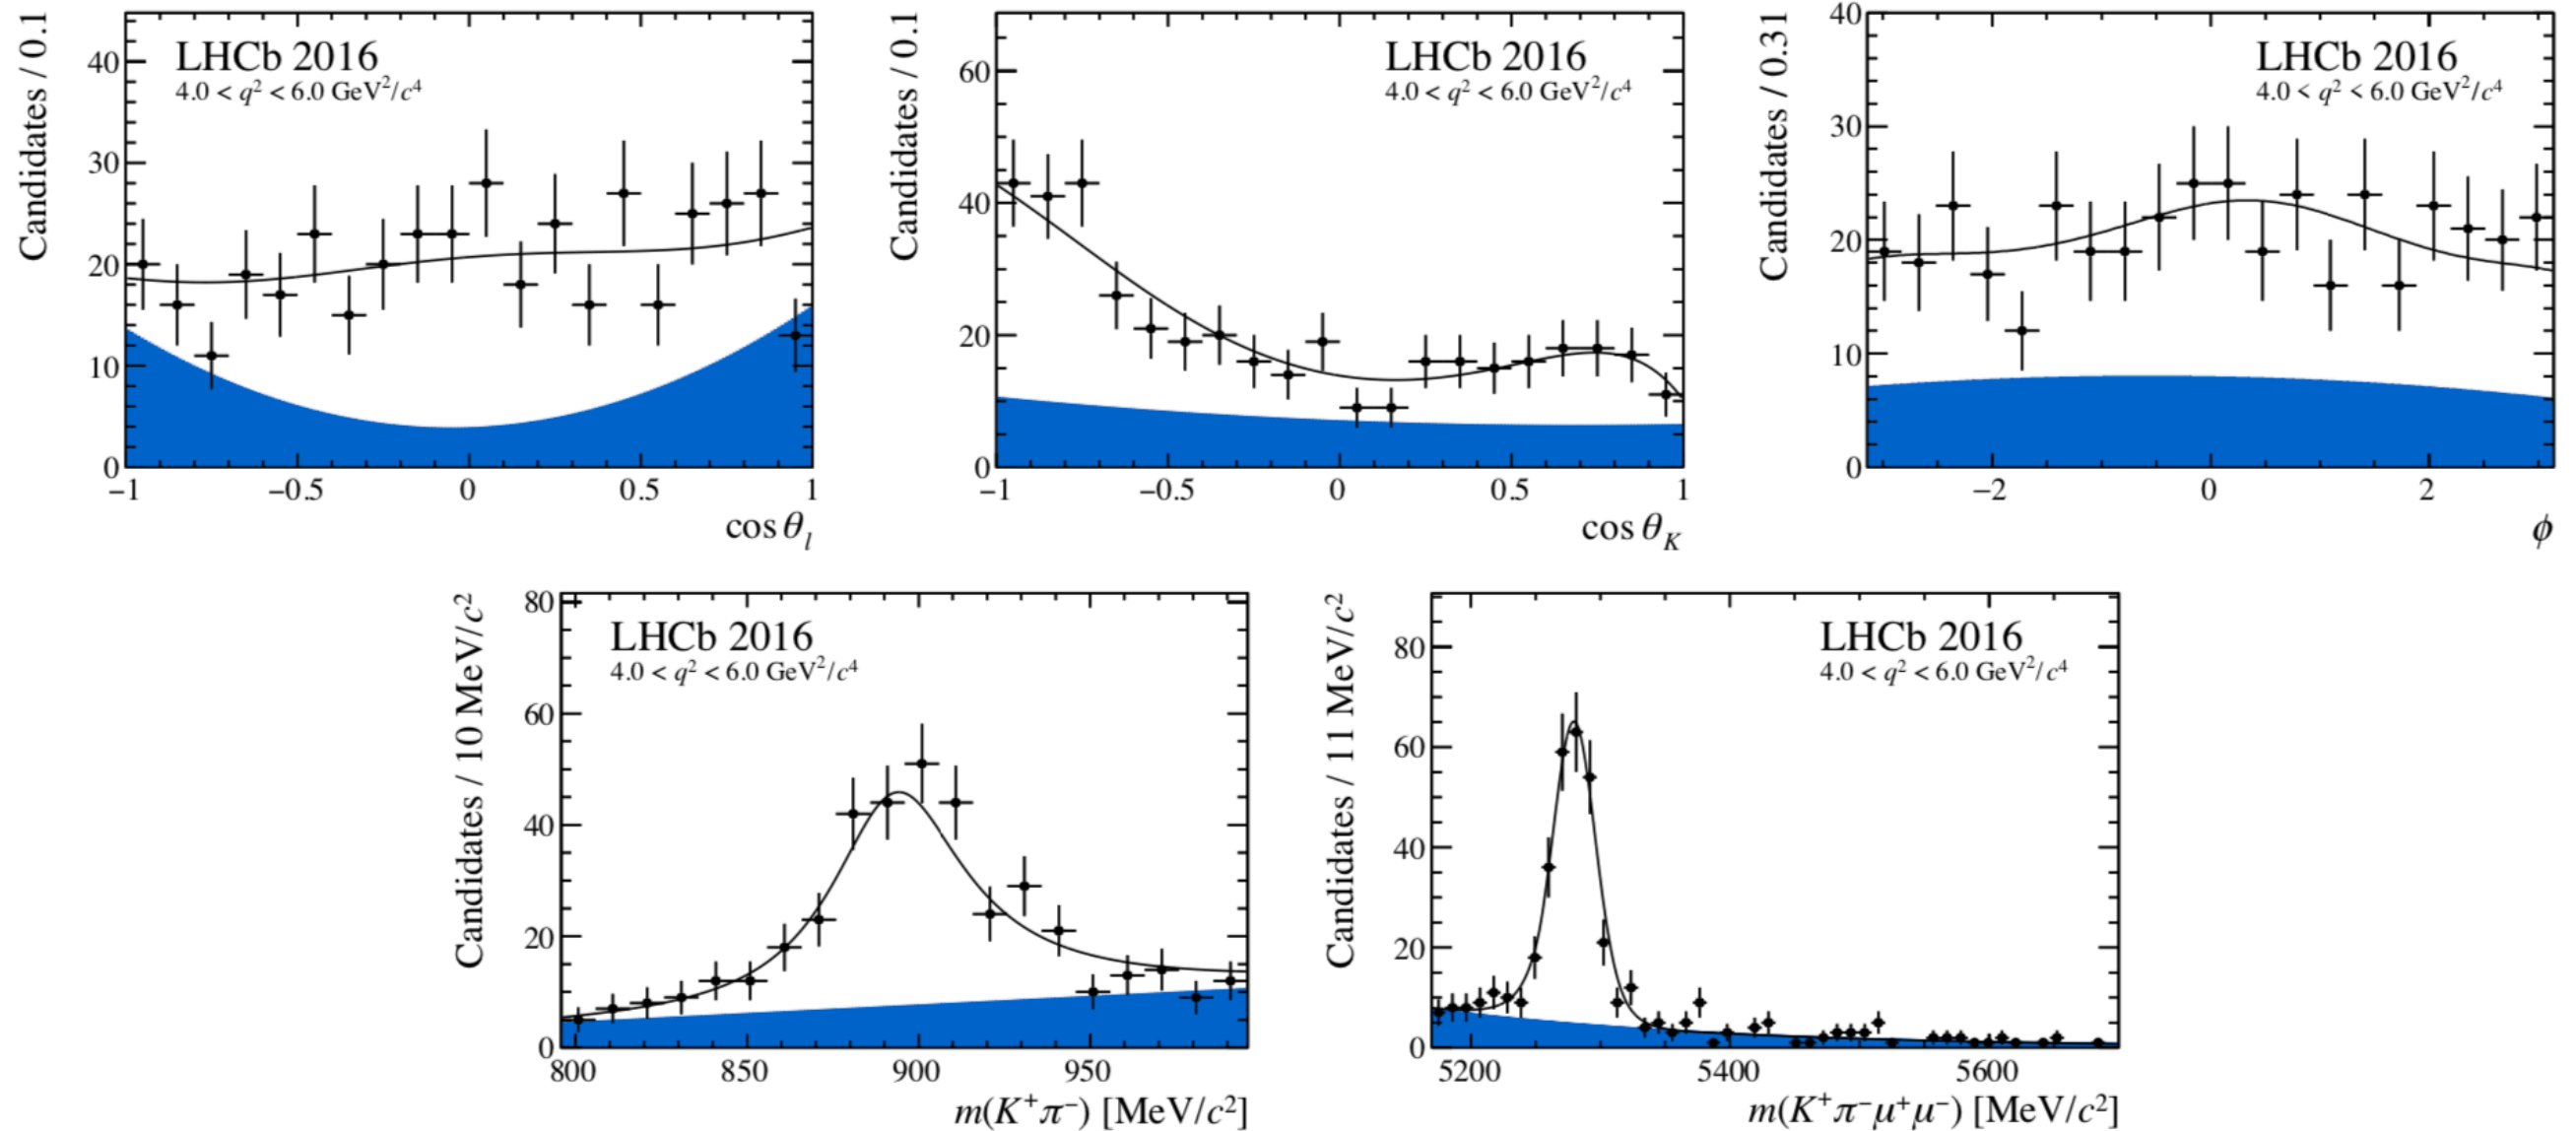 Candidates / 0.1
LHCb 2016
4.0 < q² < 6.0 GeV²/c⁴
40
30
20
10
0
−1 −0.5 0 0.5 1
cos θ_l
Candidates / 0.1
LHCb 2016
4.0 < q² < 6.0 GeV²/c⁴
60
40
20
0
−1 −0.5 0 0.5 1
cos θ_K
Candidates / 0.31
LHCb 2016
4.0 < q² < 6.0 GeV²/c⁴
40
30
20
10
0
−2 0 2
ϕ
Candidates / 10 MeV/c²
LHCb 2016
4.0 < q² < 6.0 GeV²/c⁴
80
60
40
20
0
800 850 900 950
m(K⁺π⁻) [MeV/c²]
Candidates / 11 MeV/c²
LHCb 2016
4.0 < q² < 6.0 GeV²/c⁴
80
60
40
20
0
5200 5400 5600
m(K⁺π⁻μ⁺μ⁻) [MeV/c²]